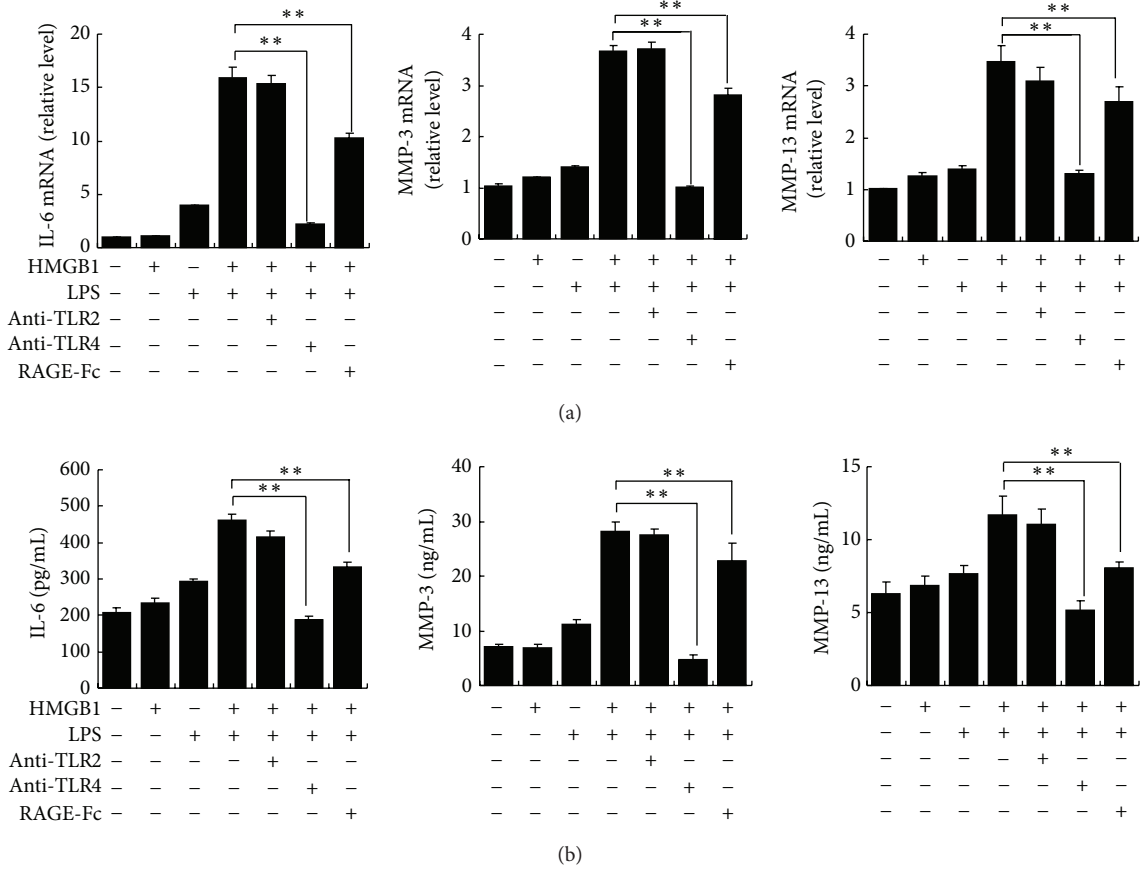 ** ** **
** ** **
20 4 4
15 3 3
10 2 2
5 1 1
0 0 0
IL-6 mRNA (relative level)
MMP-3 mRNA
(relative level)
MMP-13 mRNA
(relative level)
HMGB1 − + − + + + + − + − + + + + − + − + + + +
LPS − − + + + + + − − + + + + + − − + + + + +
Anti-TLR2 − − − − + − − − − − − + − − − − − − + − −
Anti-TLR4 − − − − − + − − − − − − + − − − − − − + −
RAGE-Fc − − − − − − + − − − − − − + − − − − − − +
(a)
600 40 15
500 30 10
400 20 5
300 10 0
200 0
100
0
** ** **
** ** **
IL-6 (pg/mL)
MMP-3 (ng/mL)
MMP-13 (ng/mL)
HMGB1 − + − + + + + − + − + + + + − + − + + + +
LPS − − + + + + + − − + + + + + − − + + + + +
Anti-TLR2 − − − − + − − − − − − + − − − − − − + − −
Anti-TLR4 − − − − − + − − − − − − + − − − − − − + −
RAGE-Fc − − − − − − + − − − − − − + − − − − − − +
(b)